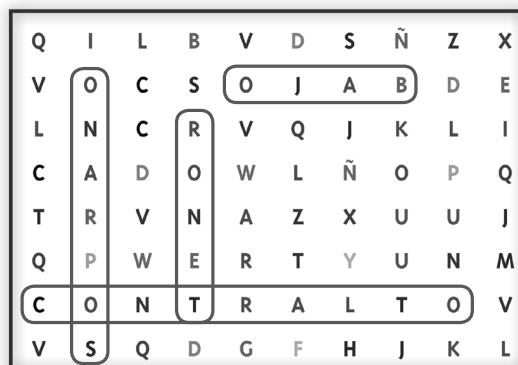 Q I L B V D S Ñ Z X
V O C S O J A B D E
L N C R V Q J K L I
C A D O W L Ñ O P Q
T R V N A Z X U U J
Q P W E R T Y U N M
C O N T R A L T O V
V S Q D G F H J K L